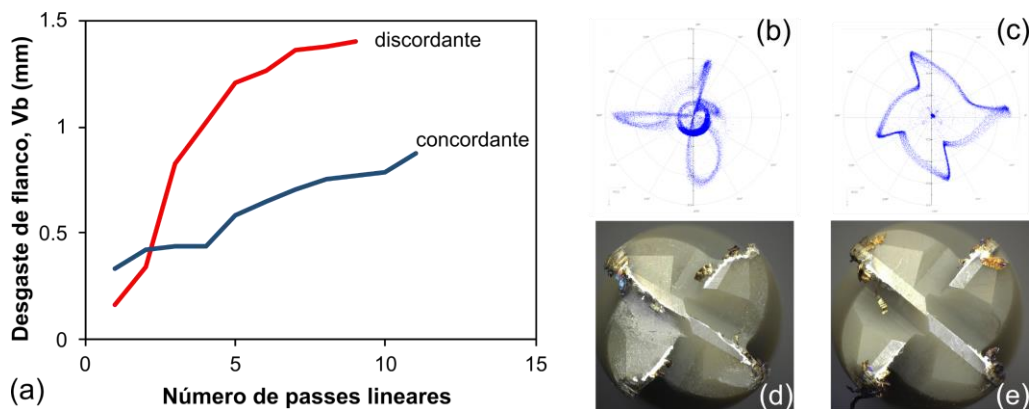 1.5
1
0.5
0
0
5
10
15
Desgaste de flanco, Vb (mm)
Número de passes lineares
discordante
concordante
(a)
(b)
(c)
(d)
(e)